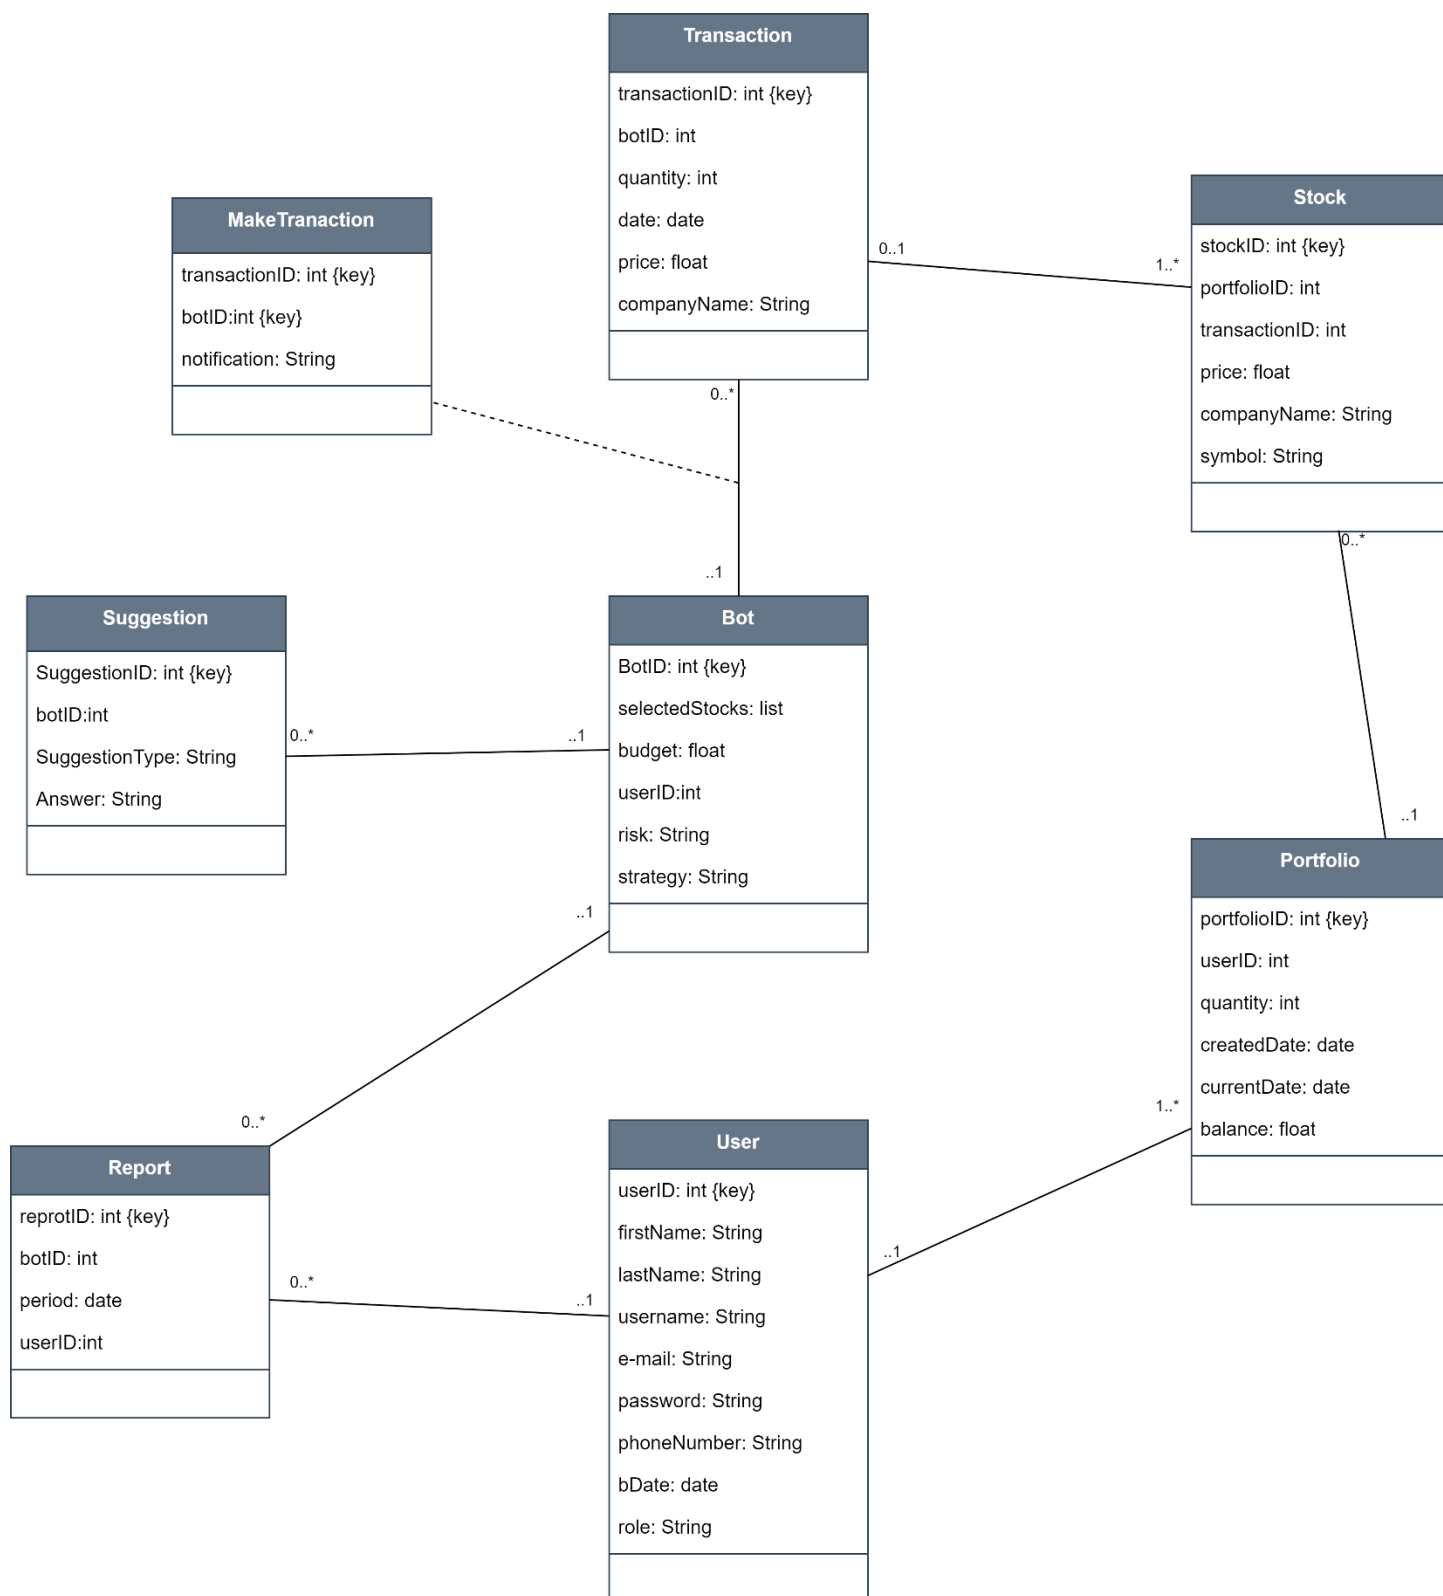 Transaction
transactionID: int {key}
botID: int
quantity: int
date: date
price: float
companyName: String
MakeTranaction
transactionID: int {key}
botID:int {key}
notification: String
Stock
stockID: int {key}
portfolioID: int
transactionID: int
price: float
companyName: String
symbol: String
0..1
1..*
0..*
..1
0..*
..1
Suggestion
SuggestionID: int {key}
botID:int
SuggestionType: String
Answer: String
0..*
..1
Bot
BotID: int {key}
selectedStocks: list
budget: float
userID:int
risk: String
strategy: String
..1
0..*
Portfolio
portfolioID: int {key}
userID: int
quantity: int
createdDate: date
currentDate: date
balance: float
1..*
..1
Report
reprotID: int {key}
botID: int
period: date
userID:int
0..*
..1
User
userID: int {key}
firstName: String
lastName: String
username: String
e-mail: String
password: String
phoneNumber: String
bDate: date
role: String